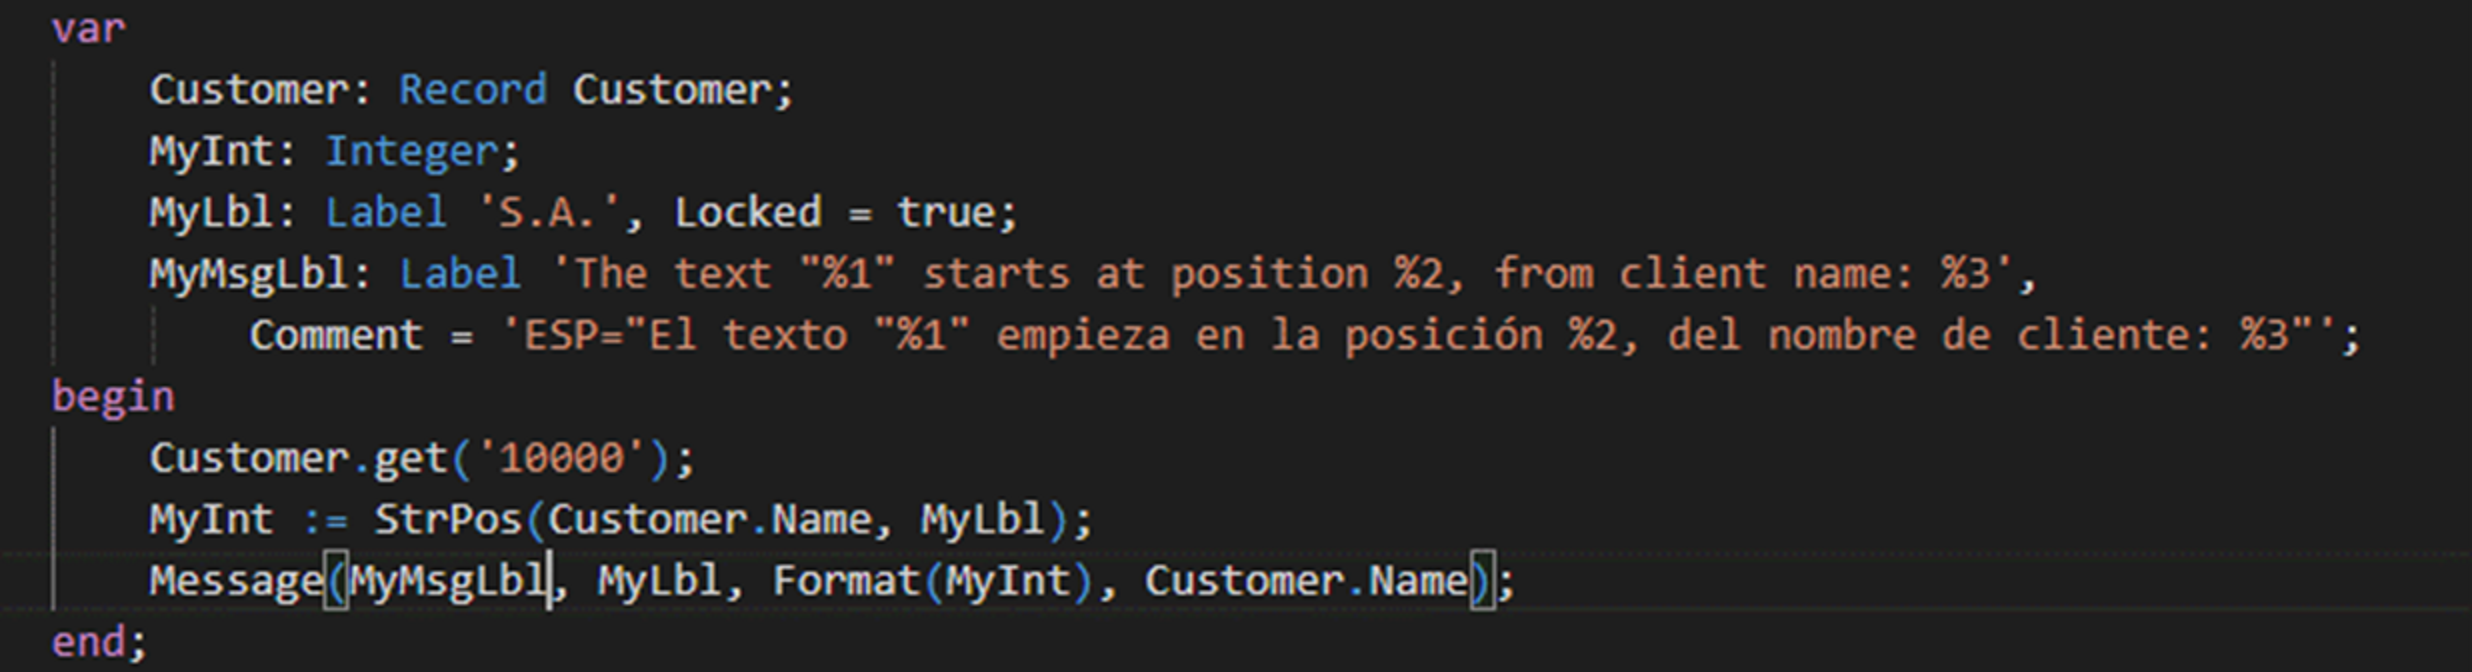 var
Customer: Record Customer;
MyInt: Integer;
MyLbl: Label 'S.A.', Locked = true;
MyMsgLbl: Label 'The text "%1" starts at position %2, from client name: %3',
Comment = 'ESP="El texto "%1" empieza en la posición %2, del nombre de cliente: %3"';
begin
Customer.get('10000');
MyInt := StrPos(Customer.Name, MyLbl);
Message(MyMsgLbl, MyLbl, Format(MyInt), Customer.Name);
end;